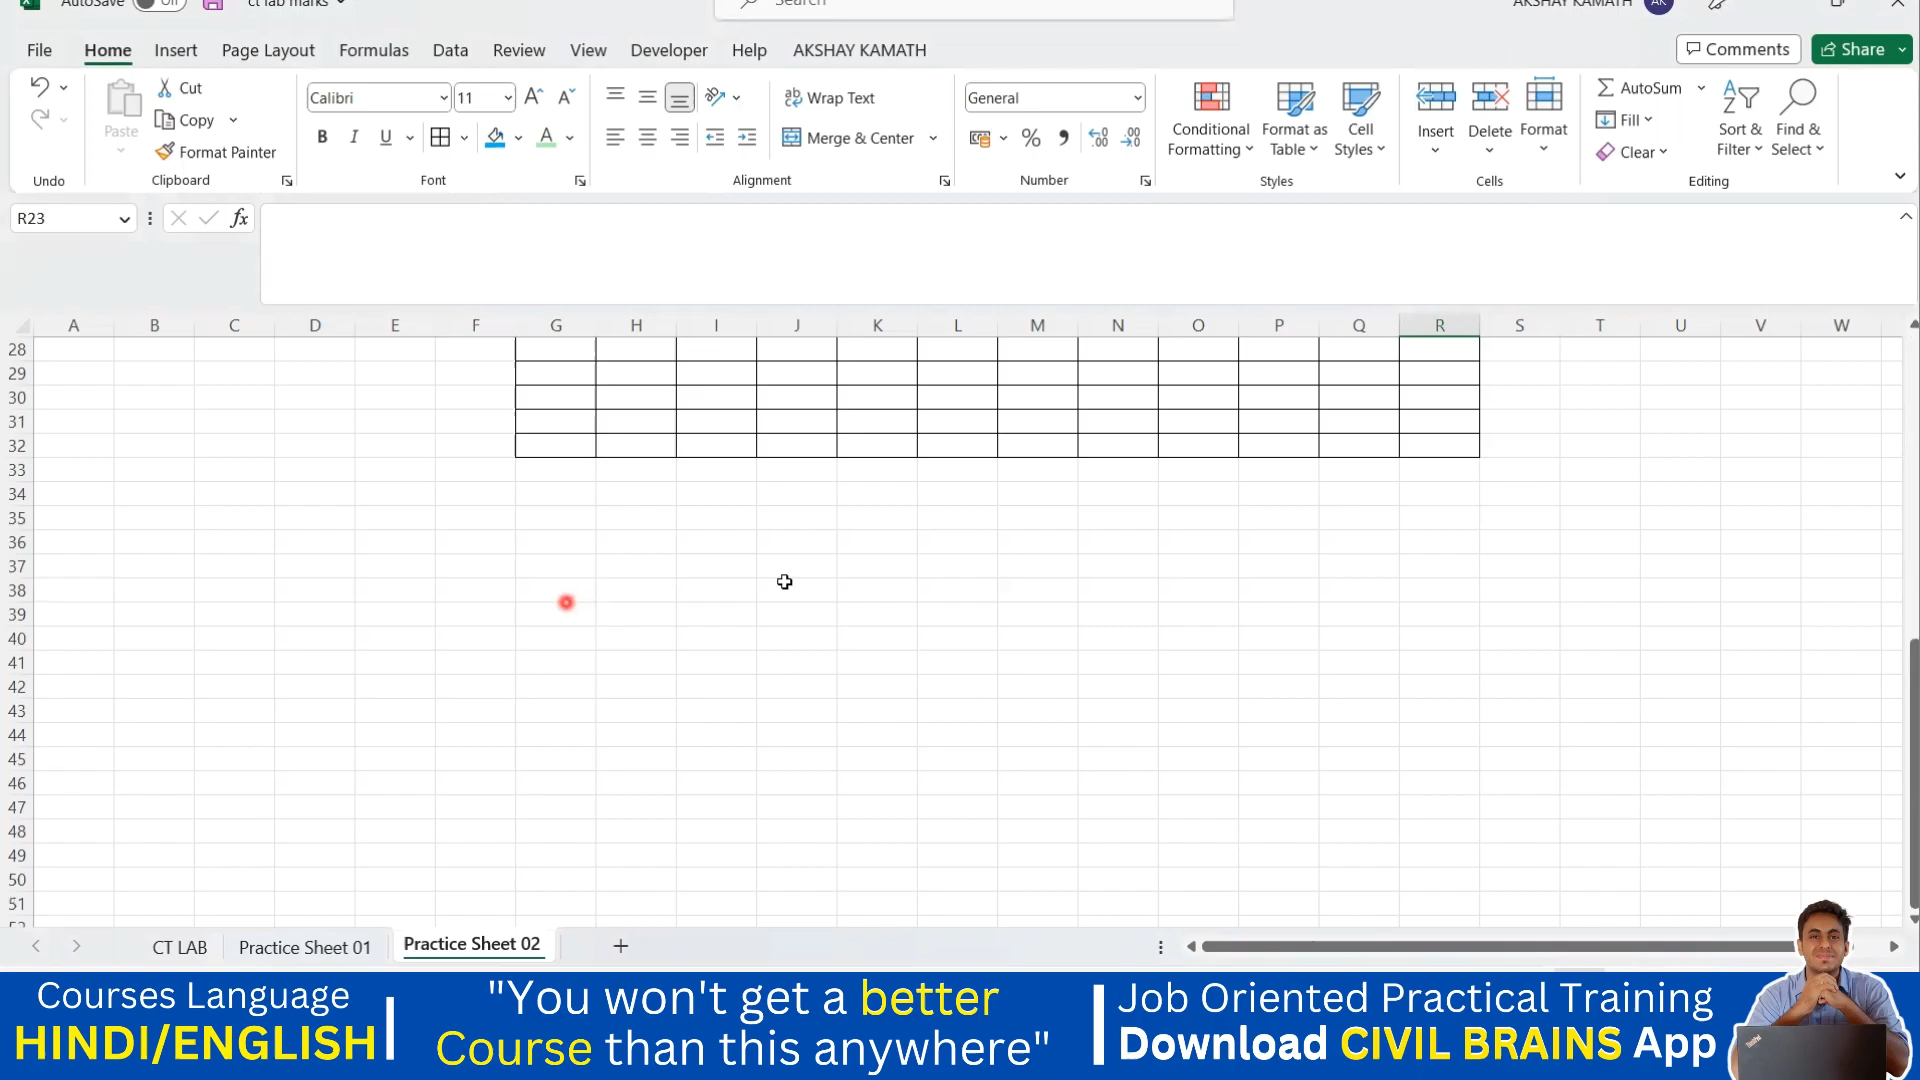 AutoSave Off ct lab marks Search AKSHAY KAMATH AK
File Home Insert Page Layout Formulas Data Review View Developer Help AKSHAY KAMATH Comments Share
Paste Cut Copy Format Painter
Calibri 11
B I U A
Wrap Text
Merge & Center
General
Conditional Formatting
Format as Table
Cell Styles
Insert Delete Format
AutoSum
Fill
Clear
Sort & Filter
Find & Select
Undo Clipboard Font Alignment Number Styles Cells Editing
R23 fx
A B C D E F G H I J K L M N O P Q R S T U V W
28
29
30
31
32
33
34
35
36
37
38
39
40
41
42
43
44
45
46
47
48
49
50
51
CT LAB Practice Sheet 01 Practice Sheet 02
Courses Language
HINDI/ENGLISH
"You won't get a better
Course than this anywhere"
Job Oriented Practical Training
Download CIVIL BRAINS App